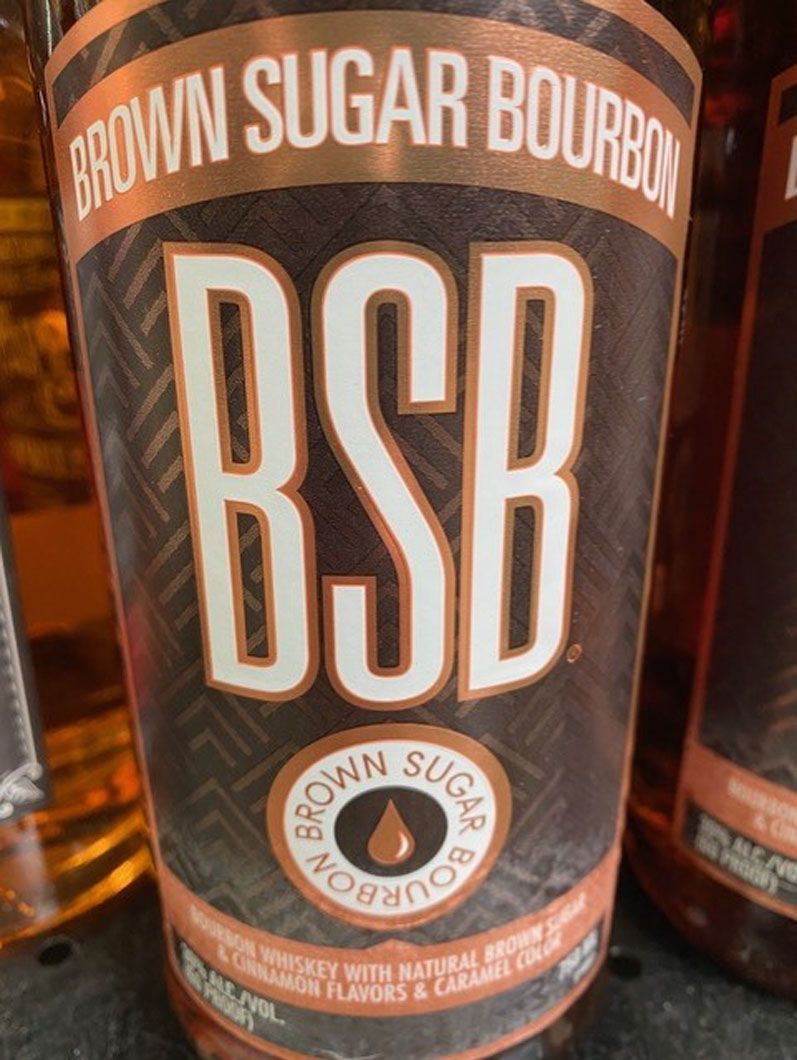 BROWN SUGAR BOURBON
BSB®
BROWN SUGAR BOURBON
BOURBON WHISKEY WITH NATURAL BROWN SUGAR
& CINNAMON FLAVORS & CARAMEL COLOR
ALC./VOL.
750 ML
PROOF)